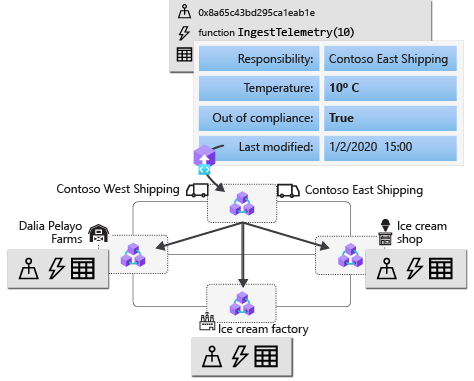 0x8a65c43bd295ca1eab1e
function IngestTelemetry(10)
Responsibility: Contoso East Shipping
Temperature: 10º C
Out of compliance: True
Last modified: 1/2/2020 15:00
Contoso West Shipping
Contoso East Shipping
Dalia Pelayo
Farms
Ice cream
shop
Ice cream factory